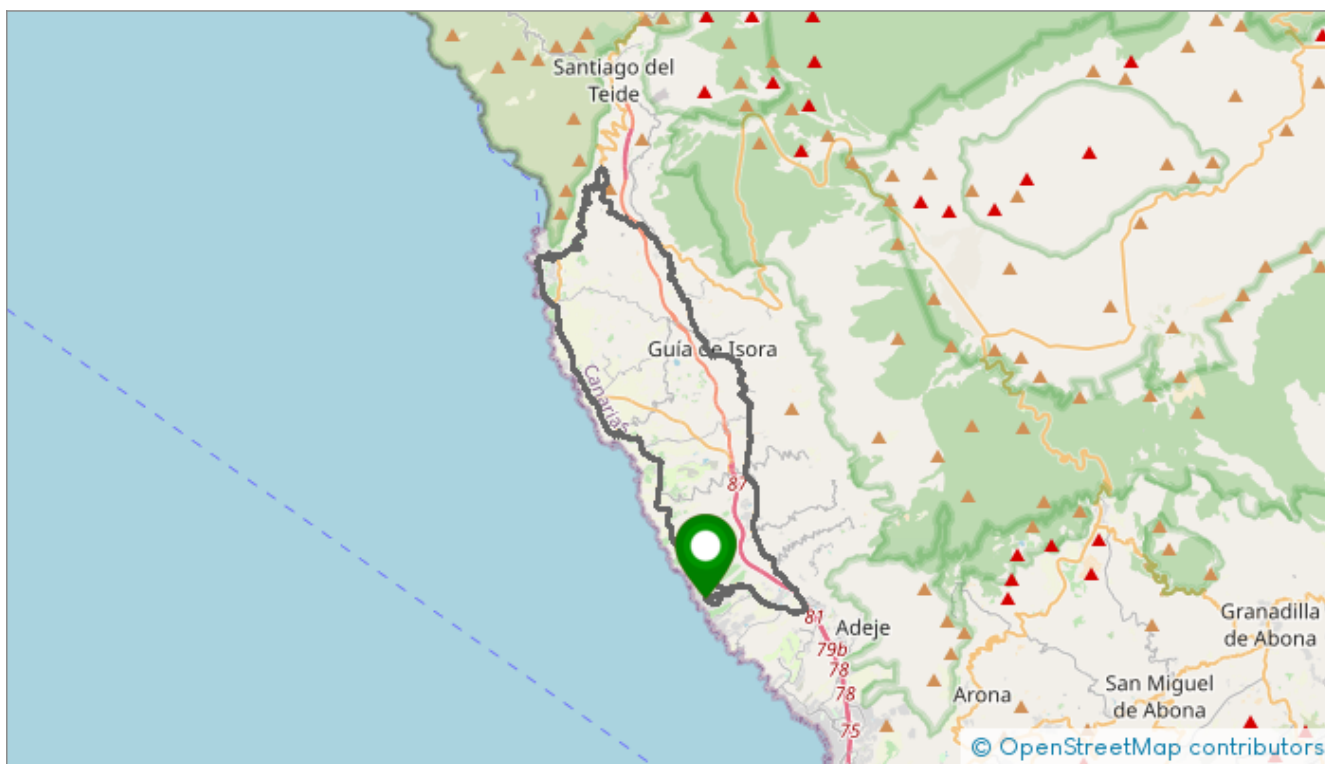 Santiago del
Teide
Guía de Isora
Canarias
87
81
Adeje
79b
78
78
75
Arona
Granadilla
de Abona
San Miguel
de Abona
© OpenStreetMap contributors